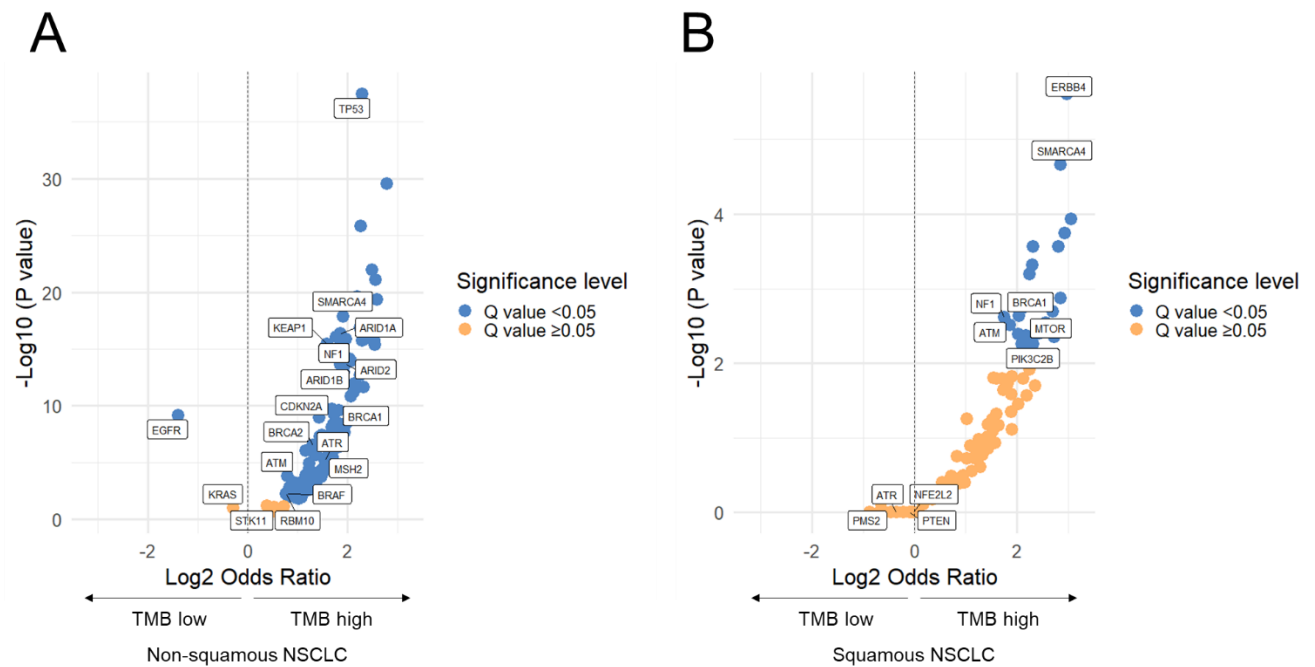 A
B
-Log10 (P value)
30
20
10
0
TP53
SMARCA4
KEAP1
ARID1A
NF1
ARID2
ARID1B
CDKN2A
BRCA1
EGFR
BRCA2
ATR
ATM
MSH2
KRAS
BRAF
STK11
RBM10
-2
0
2
Log2 Odds Ratio
TMB low
TMB high
Non-squamous NSCLC
Significance level
Q value <0.05
Q value ≥0.05
-Log10 (P value)
4
2
0
ERBB4
SMARCA4
NF1
BRCA1
ATM
MTOR
PIK3C2B
ATR
NFE2L2
PMS2
PTEN
-2
0
2
Log2 Odds Ratio
TMB low
TMB high
Squamous NSCLC
Significance level
Q value <0.05
Q value ≥0.05